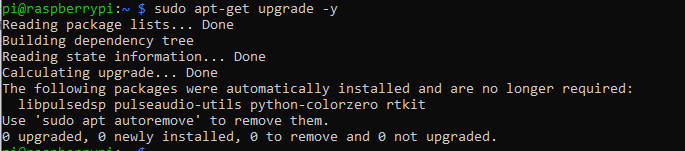 pi@raspberrypi:~ $ sudo apt-get upgrade -y
Reading package lists... Done
Building dependency tree
Reading state information... Done
Calculating upgrade... Done
The following packages were automatically installed and are no longer required:
  libpulsedsp pulseaudio-utils python-colorzero rtkit
Use 'sudo apt autoremove' to remove them.
0 upgraded, 0 newly installed, 0 to remove and 0 not upgraded.
pi@raspberrypi:~ $